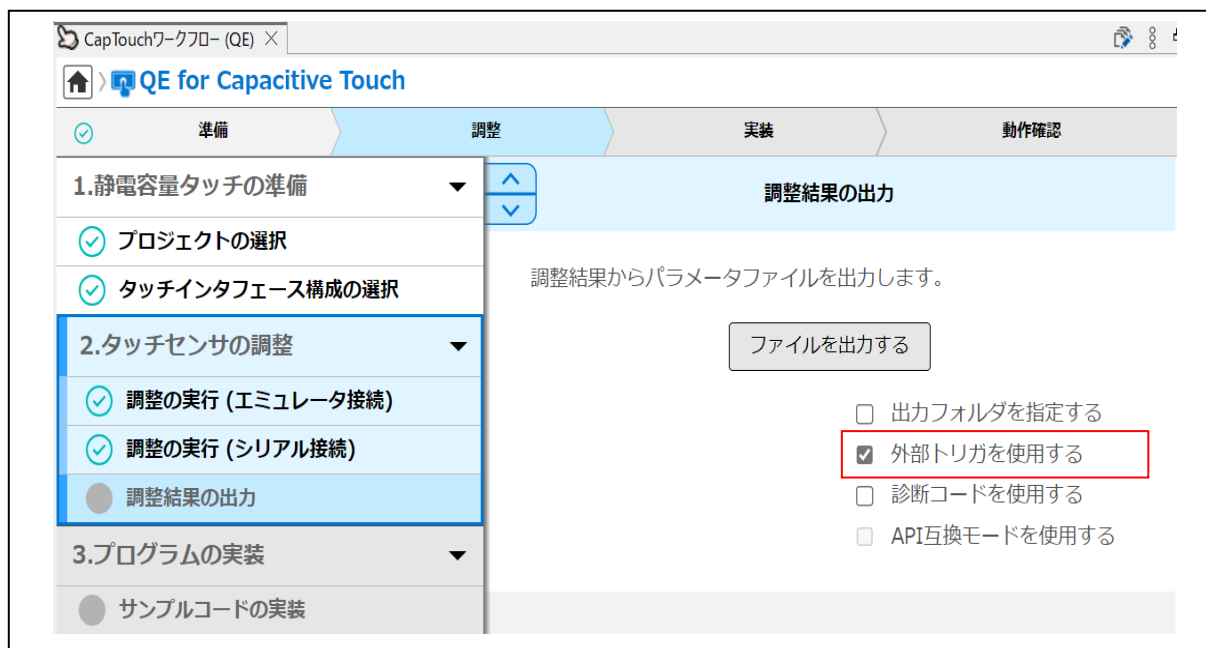 CapTouchワークフロー (QE)
QE for Capacitive Touch
準備
調整
実装
動作確認
1.静電容量タッチの準備
プロジェクトの選択
タッチインタフェース構成の選択
2.タッチセンサの調整
調整の実行 (エミュレータ接続)
調整の実行 (シリアル接続)
調整結果の出力
3.プログラムの実装
サンプルコードの実装
調整結果の出力
調整結果からパラメータファイルを出力します。
ファイルを出力する
出力フォルダを指定する
外部トリガを使用する
診断コードを使用する
API互換モードを使用する